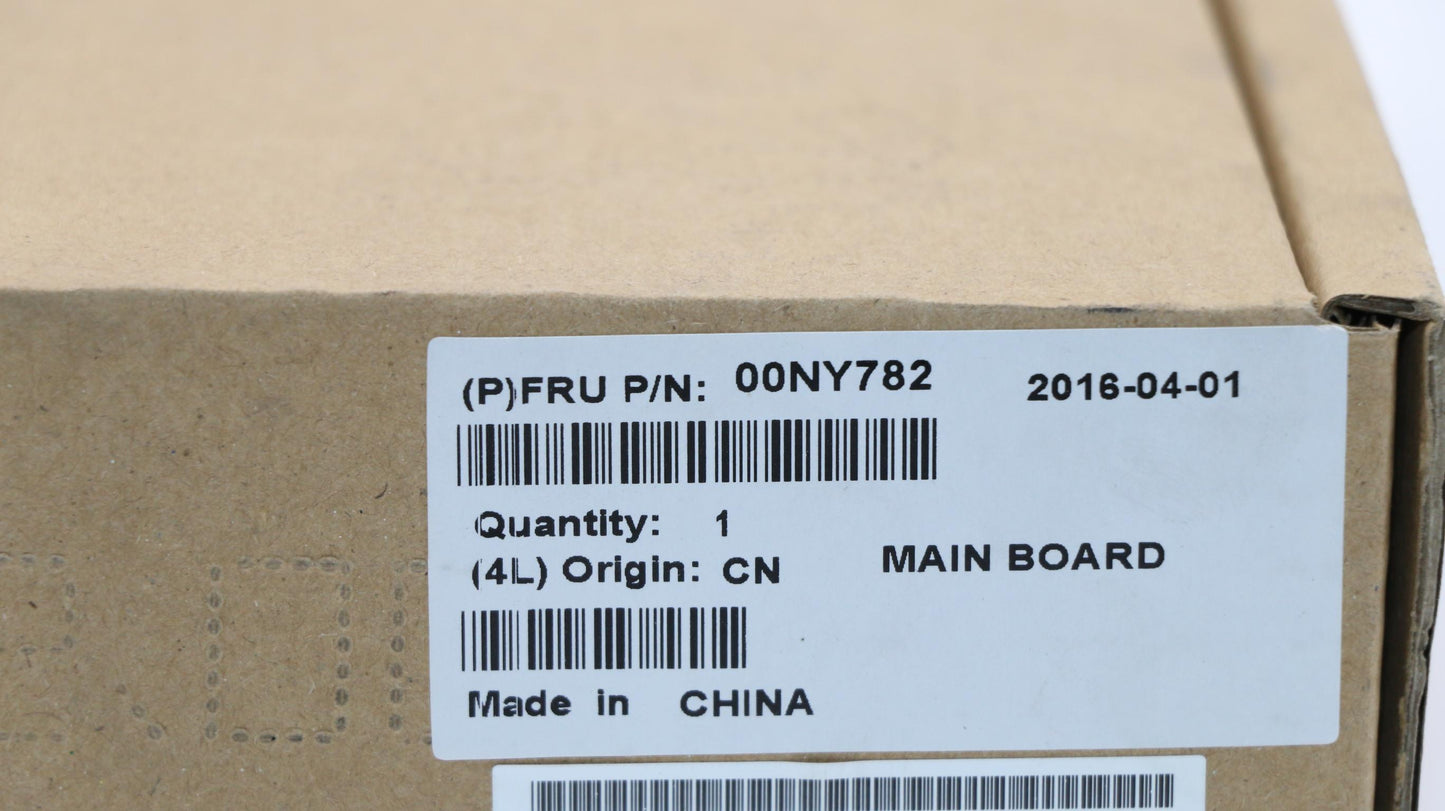 (P)FRU P/N: 00NY782 2016-04-01
Quantity: 1
(4L) Origin: CN MAIN BOARD
Made in CHINA